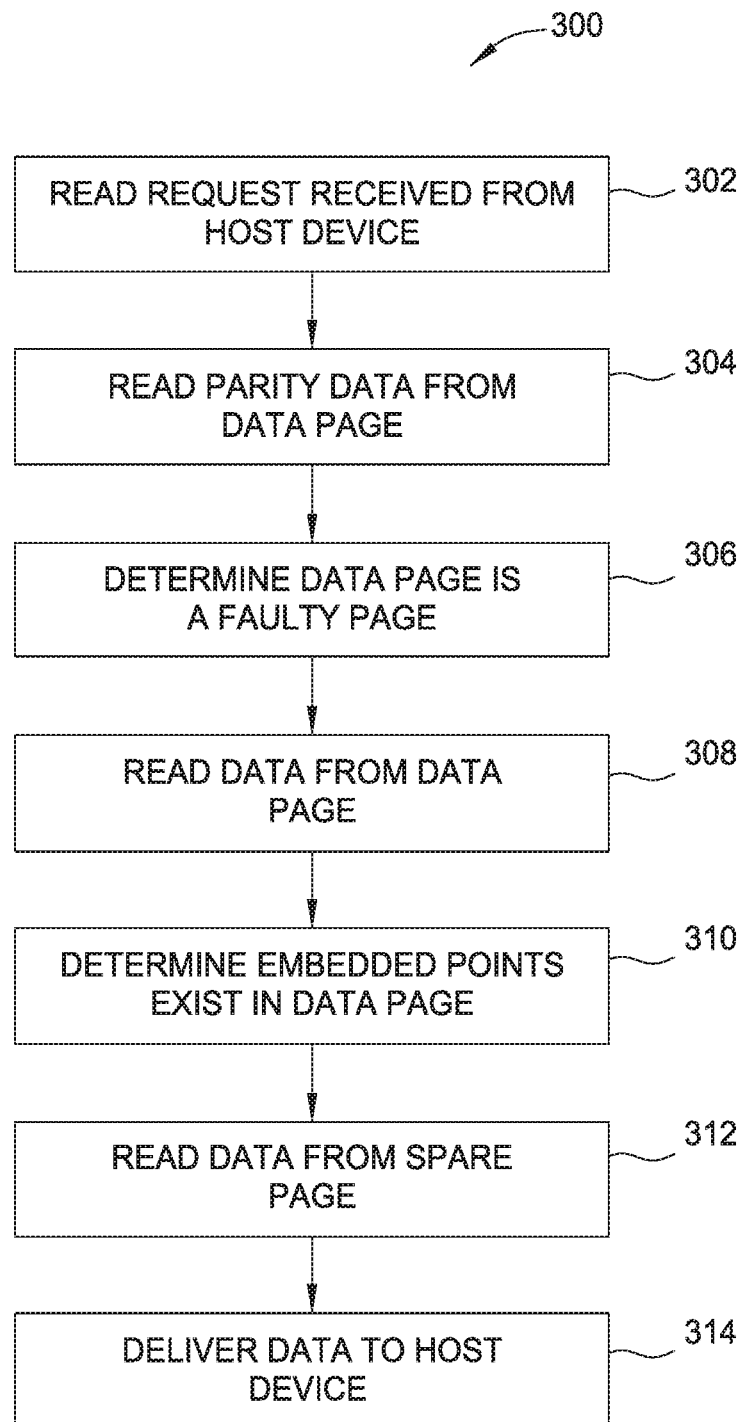 300
READ REQUEST RECEIVED FROM
HOST DEVICE
302
READ PARITY DATA FROM
DATA PAGE
304
DETERMINE DATA PAGE IS
A FAULTY PAGE
306
READ DATA FROM DATA
PAGE
308
DETERMINE EMBEDDED POINTS
EXIST IN DATA PAGE
310
READ DATA FROM SPARE
PAGE
312
DELIVER DATA TO HOST
DEVICE
314